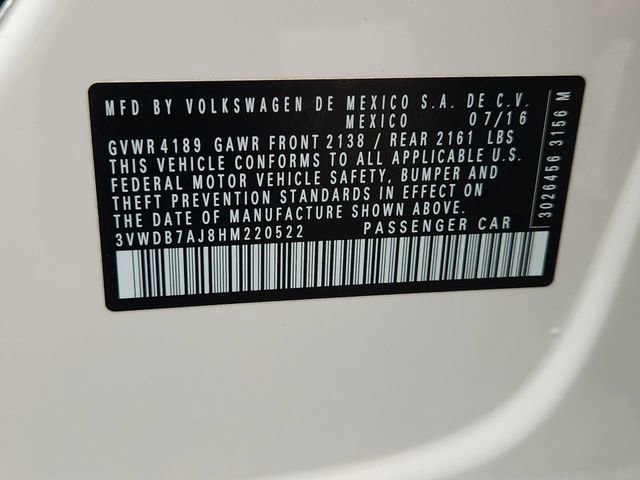 MFD BY VOLKSWAGEN DE MEXICO S.A. DE C.V.
MEXICO 07/16
GVWR 4189 GAWR FRONT 2138 / REAR 2161 LBS
THIS VEHICLE CONFORMS TO ALL APPLICABLE U.S.
FEDERAL MOTOR VEHICLE SAFETY, BUMPER AND
THEFT PREVENTION STANDARDS IN EFFECT ON
THE DATE OF MANUFACTURE SHOWN ABOVE.
3VWDB7AJ8HM220522 PASSENGER CAR
3026456 3156 M